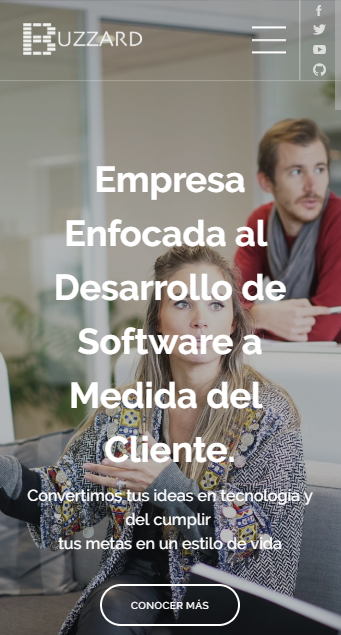 BUZZARD
Empresa
Enfocada al
Desarrollo de
Software a
Medida del
Cliente.
Convertimos tus ideas en tecnología y
del cumplir
tus metas en un estilo de vida
CONOCER MÁS